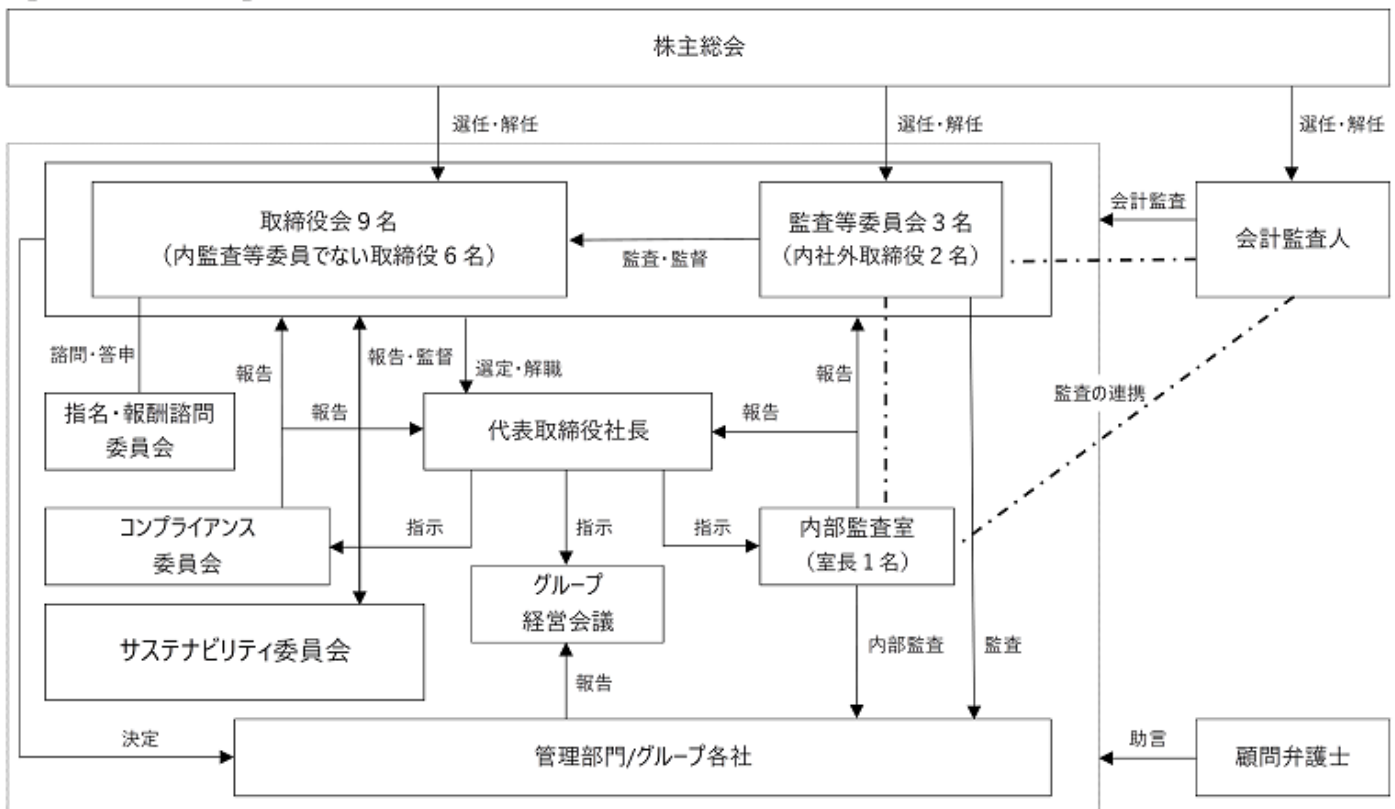 株主総会
選任・解任
選任・解任
選任・解任
取締役会９名
（内監査等委員でない取締役６名）
監査・監督
監査等委員会３名
（内社外取締役２名）
会計監査
会計監査人
諮問・答申
報告
報告・監督
選定・解職
報告
監査の連携
指名・報酬諮問
委員会
報告
代表取締役社長
報告
コンプライアンス
委員会
指示
指示
指示
内部監査室
（室長１名）
グループ
経営会議
サステナビリティ委員会
内部監査
監査
報告
決定
管理部門/グループ各社
助言
顧問弁護士